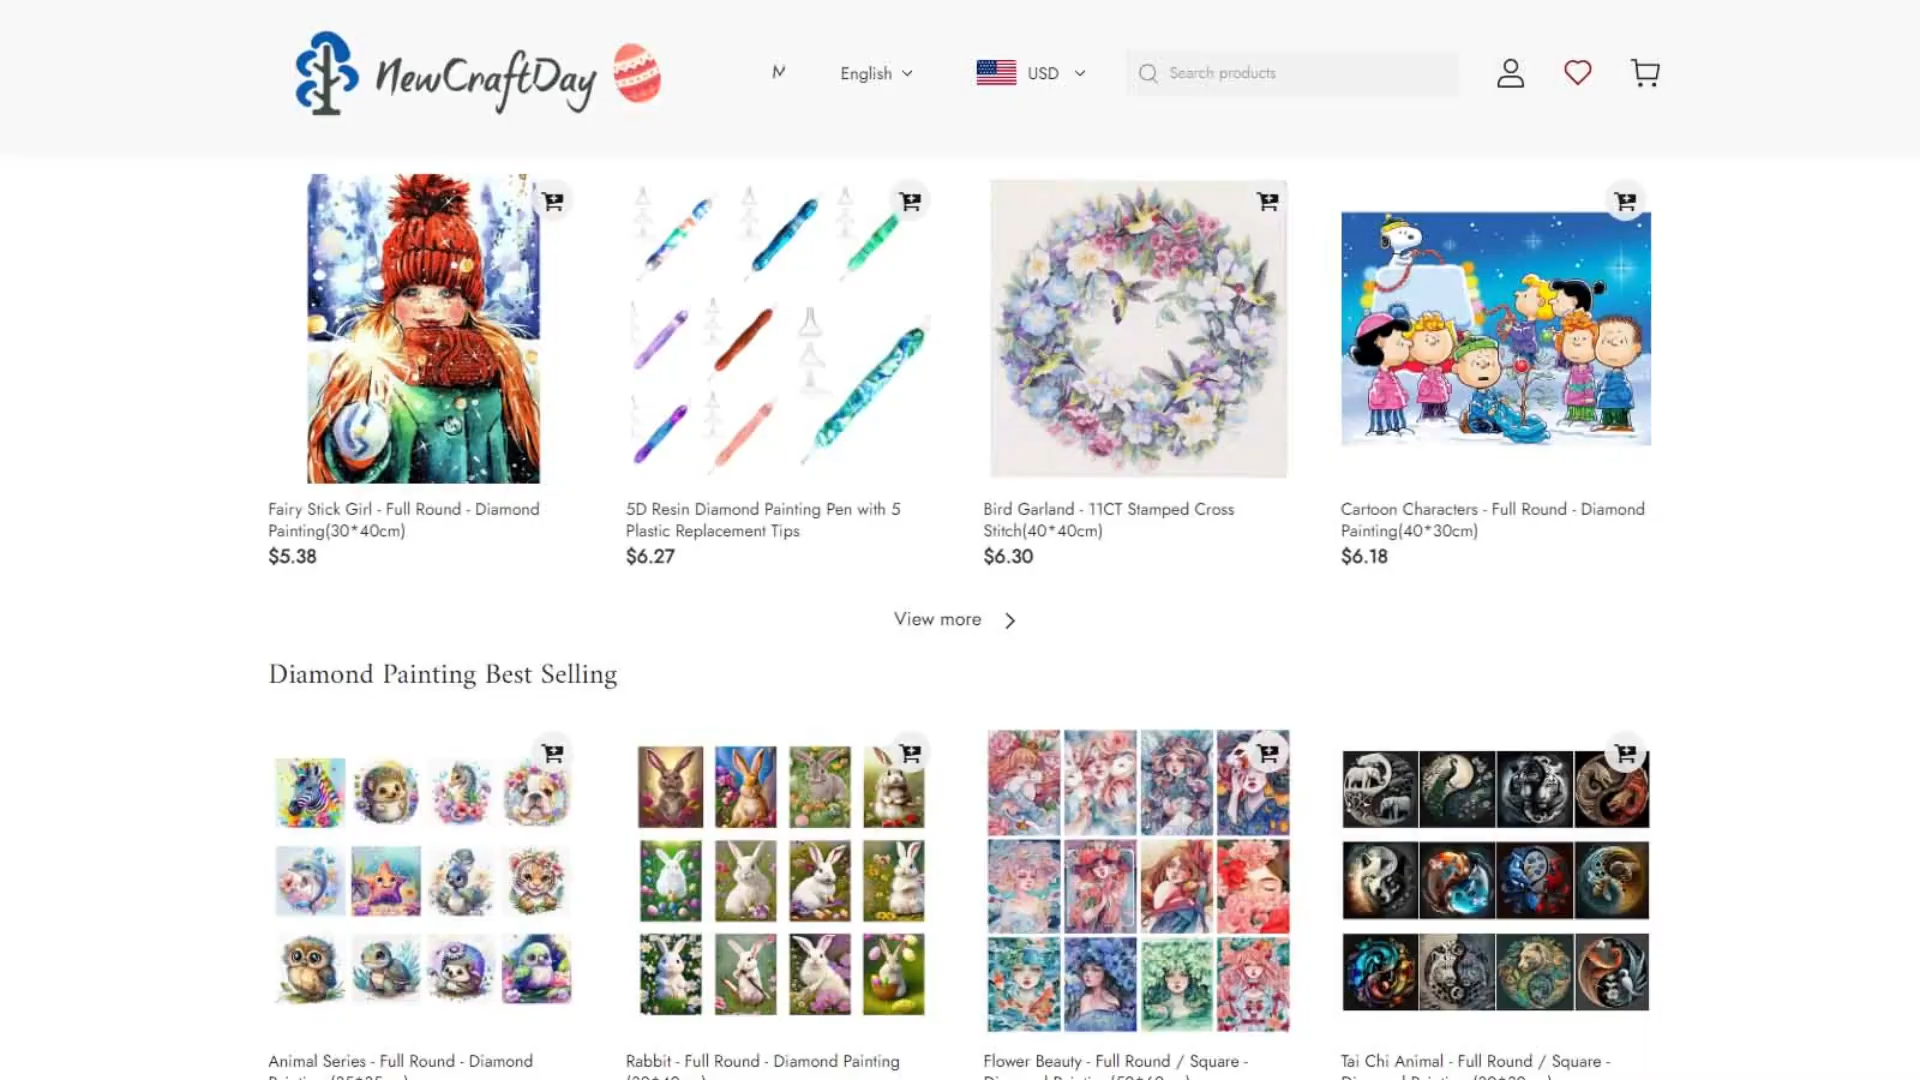 NewCraftDay
M
English
USD
Search products
Fairy Stick Girl - Full Round - Diamond
Painting(30*40cm)
$5.38
5D Resin Diamond Painting Pen with 5
Plastic Replacement Tips
$6.27
Bird Garland - 11CT Stamped Cross
Stitch(40*40cm)
$6.30
Cartoon Characters - Full Round - Diamond
Painting(40*30cm)
$6.18
View more
Diamond Painting Best Selling
Animal Series - Full Round - Diamond
Rabbit - Full Round - Diamond Painting
Flower Beauty - Full Round / Square -
Tai Chi Animal - Full Round / Square -